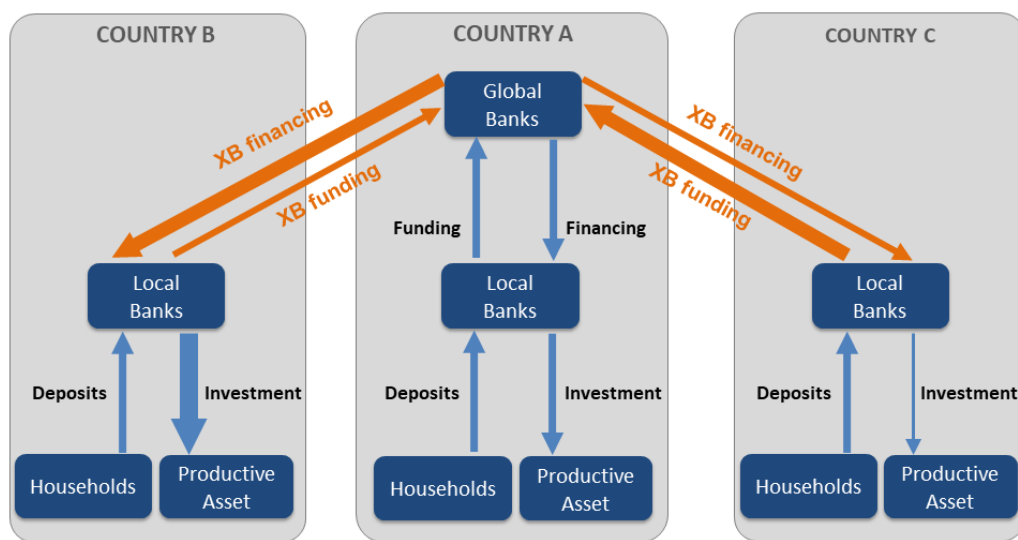 COUNTRY B
COUNTRY A
COUNTRY C
Global
Banks
XB financing
XB funding
XB financing
XB funding
Funding
Financing
Local
Banks
Local
Banks
Local
Banks
Deposits
Investment
Deposits
Investment
Deposits
Investment
Households
Productive
Asset
Households
Productive
Asset
Households
Productive
Asset